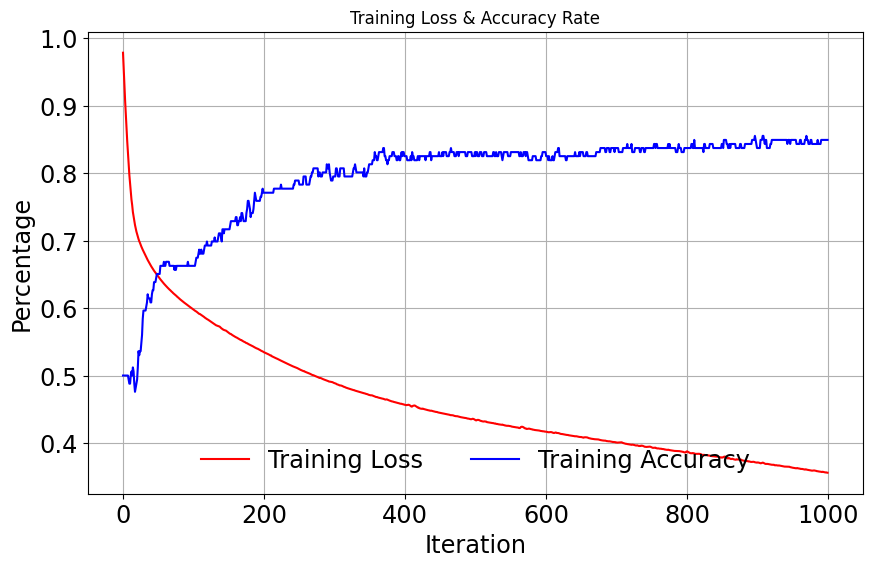 Training Loss & Accuracy Rate
1.0
0.9
0.8
0.7
0.6
0.5
0.4
Percentage
Training Loss Training Accuracy
0 200 400 600 800 1000
Iteration